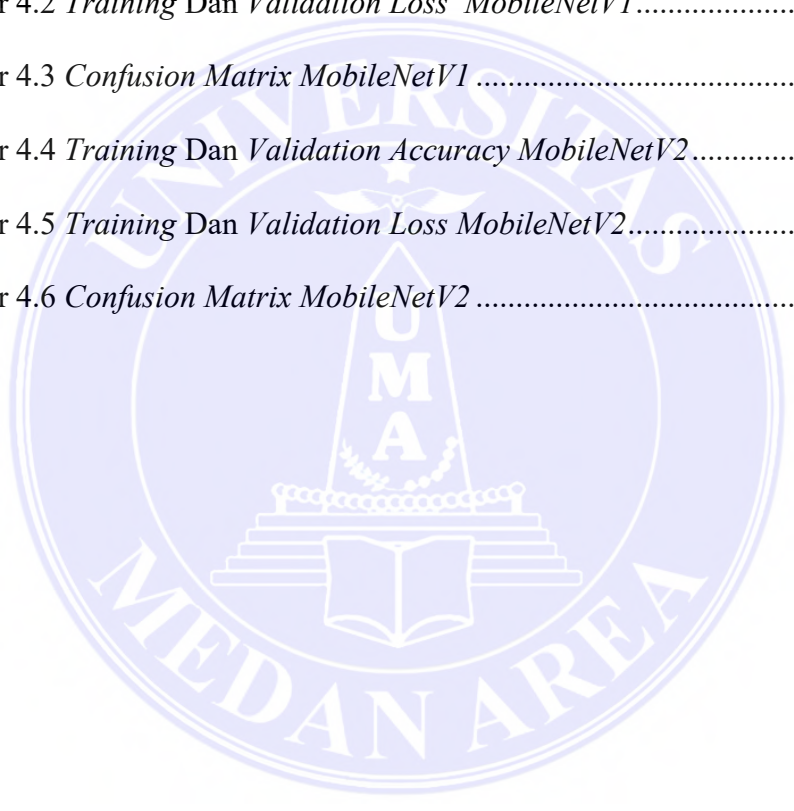 r 4.2 Training Dan Validation Loss MobileNetV1
r 4.3 Confusion Matrix MobileNetV1
r 4.4 Training Dan Validation Accuracy MobileNetV2
r 4.5 Training Dan Validation Loss MobileNetV2
r 4.6 Confusion Matrix MobileNetV2
UNIVERSITAS
UMA
MEDAN AREA